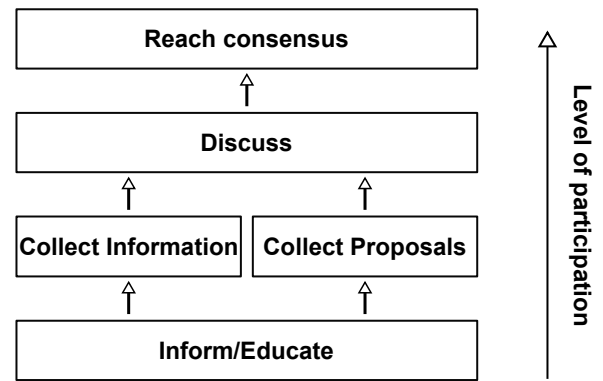 Reach consensus
Discuss
Collect Information
Collect Proposals
Inform/Educate
Level of participation